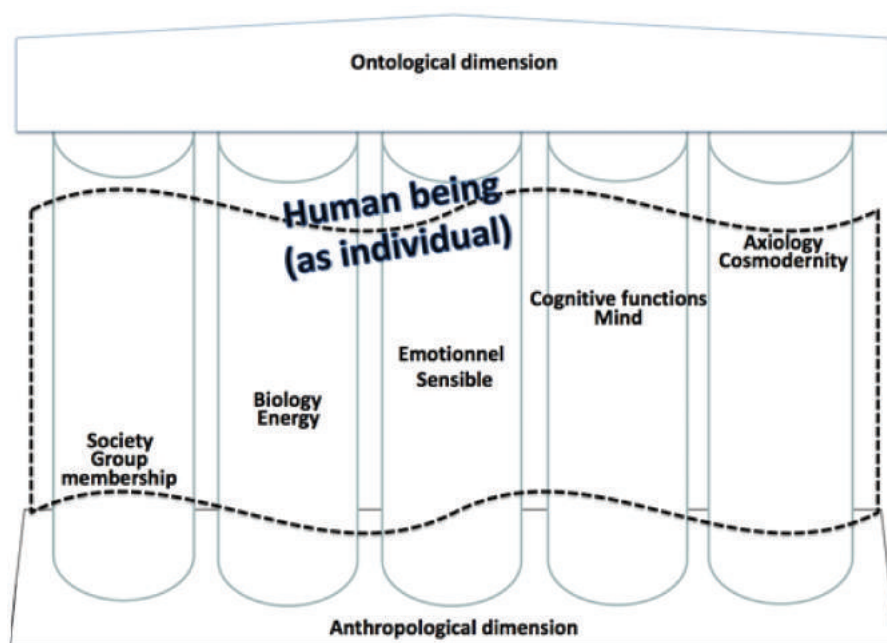 Ontological dimension
Human being
(as individual)
Axiology
Cosmodernity
Cognitive functions
Mind
Emotionnel
Sensible
Biology
Energy
Society
Group
membership
Anthropological dimension